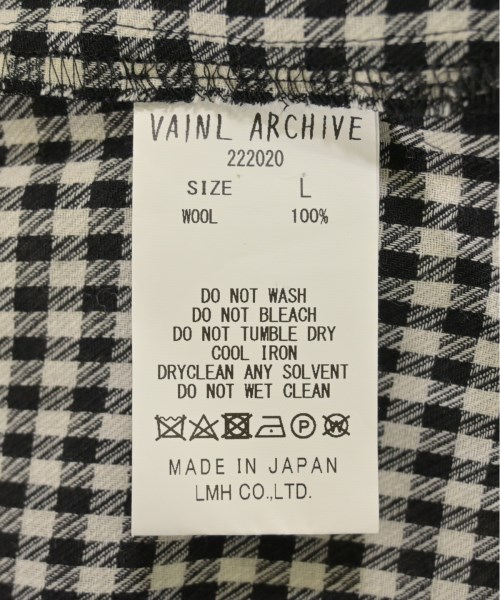 VAINL ARCHIVE
222020
SIZE L
WOOL 100%
DO NOT WASH
DO NOT BLEACH
DO NOT TUMBLE DRY
COOL IRON
DRYCLEAN ANY SOLVENT
DO NOT WET CLEAN
P W
MADE IN JAPAN
LMH CO.,LTD.